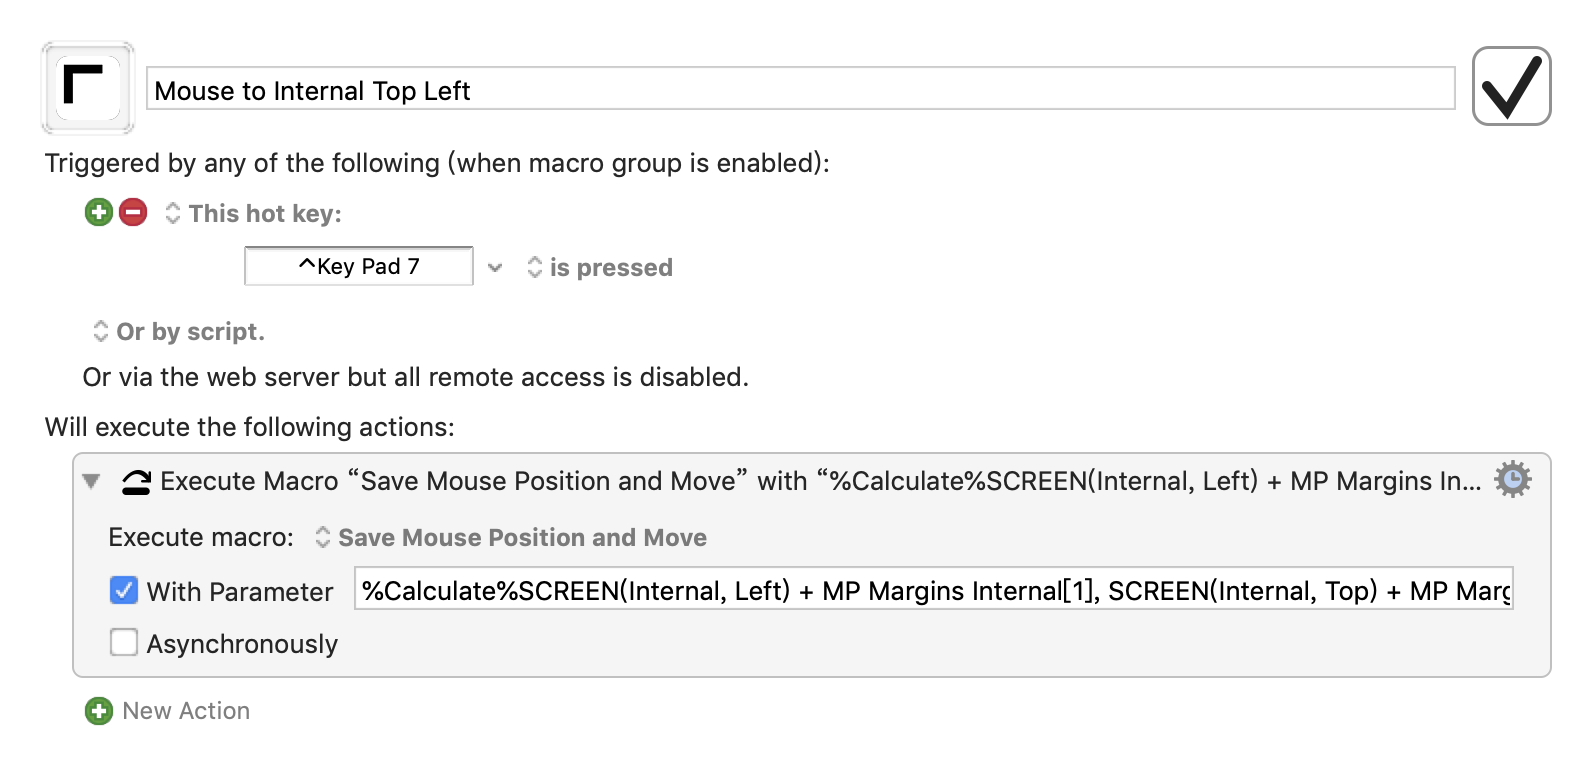 Mouse to Internal Top Left
Triggered by any of the following (when macro group is enabled):
This hot key:
^Key Pad 7
is pressed
Or by script.
Or via the web server but all remote access is disabled.
Will execute the following actions:
Execute Macro “Save Mouse Position and Move” with “%Calculate%SCREEN(Internal, Left) + MP Margins In...
Execute macro: Save Mouse Position and Move
With Parameter %Calculate%SCREEN(Internal, Left) + MP Margins Internal[1], SCREEN(Internal, Top) + MP Marg
Asynchronously
New Action